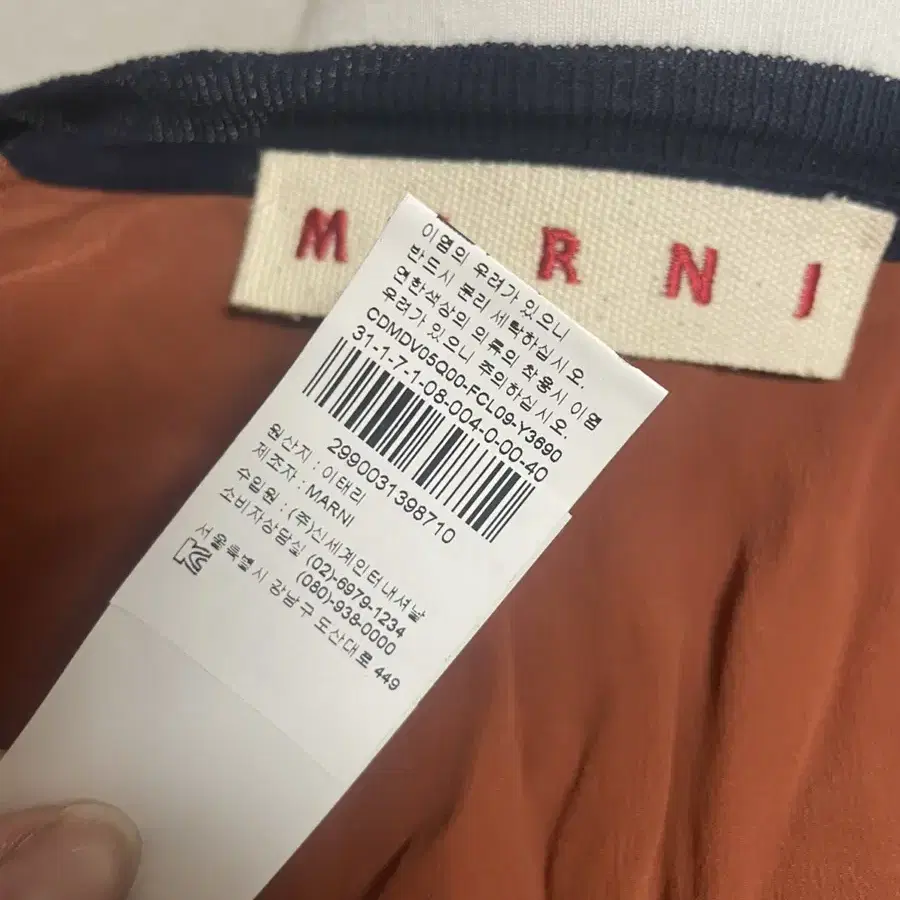 MARNI
이염의 우려가 있으니
반드시 분리 세탁하십시오.
연한색상의 의류의 착용시 이염
우려가 있으니 주의하십시오.
CDMDV05Q00-FCL09-Y3690
31-1-7-1-08-004-0-00-40
2990031398710
원산지 : 이태리
제조자 : MARNI
수입원 : (주)신세계인터내셔날
소비자상담실 (02)-6979-1234
(080)-938-0000
서울특별시 강남구 도산대로 449